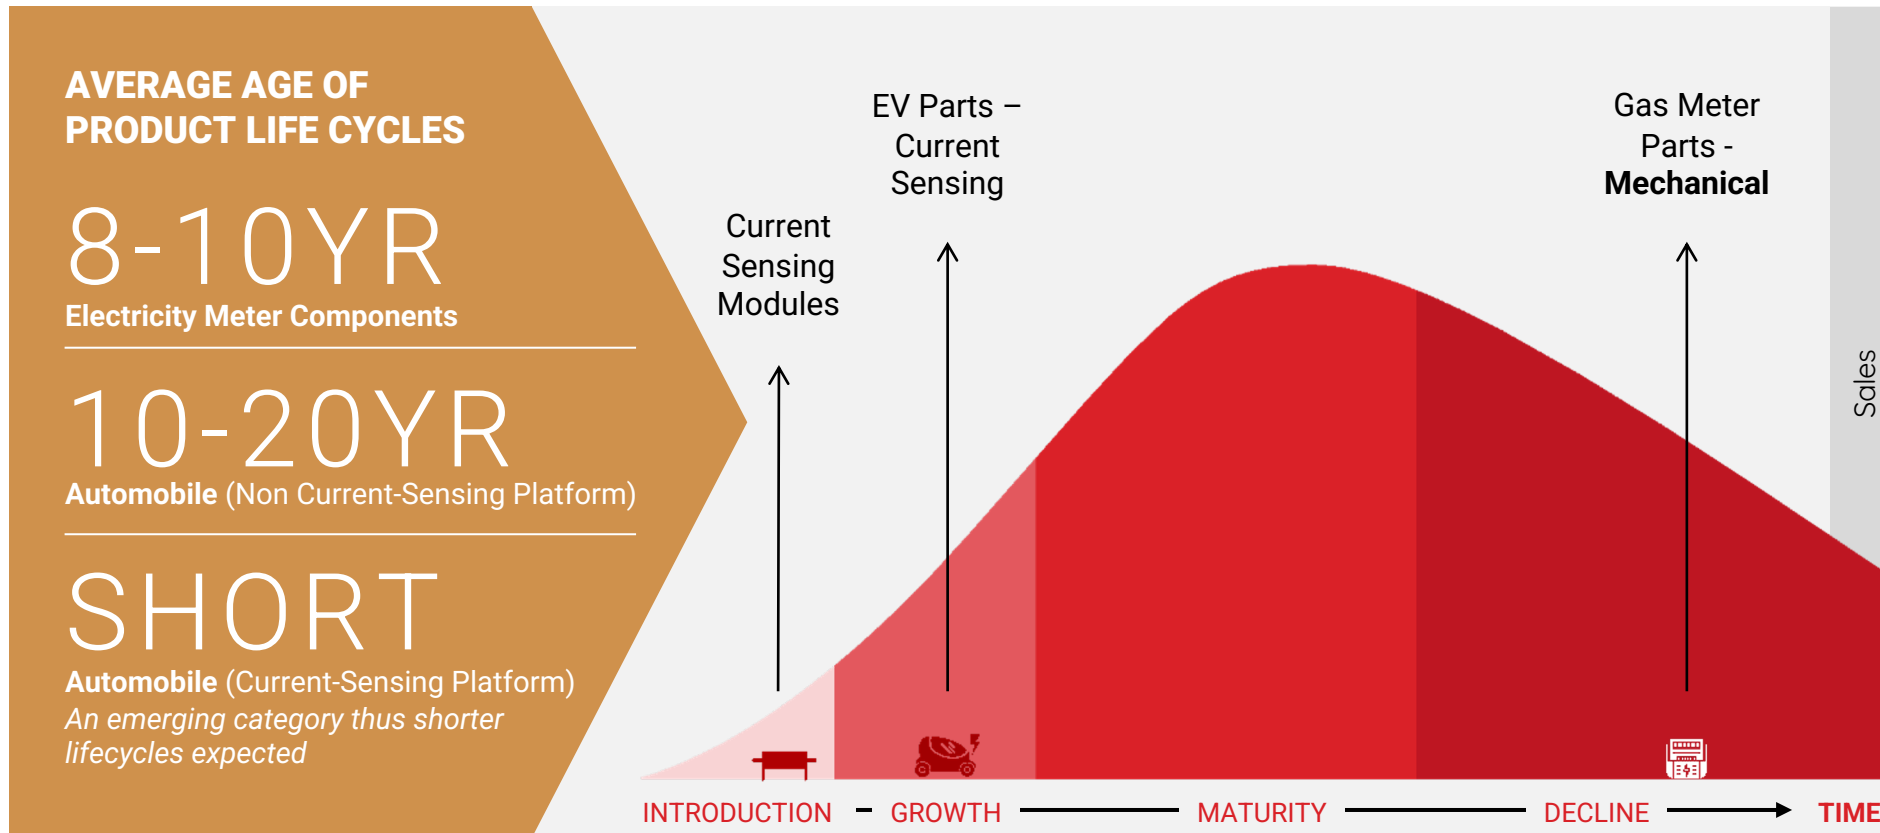 AVERAGE AGE OF
PRODUCT LIFE CYCLES
8-10YR
Electricity Meter Components
10-20YR
Automobile (Non Current-Sensing Platform)
SHORT
Automobile (Current-Sensing Platform)
An emerging category thus shorter
lifecycles expected
Current
Sensing
Modules
EV Parts –
Current
Sensing
Gas Meter
Parts -
Mechanical
Sales
INTRODUCTION
GROWTH
MATURITY
DECLINE
TIME